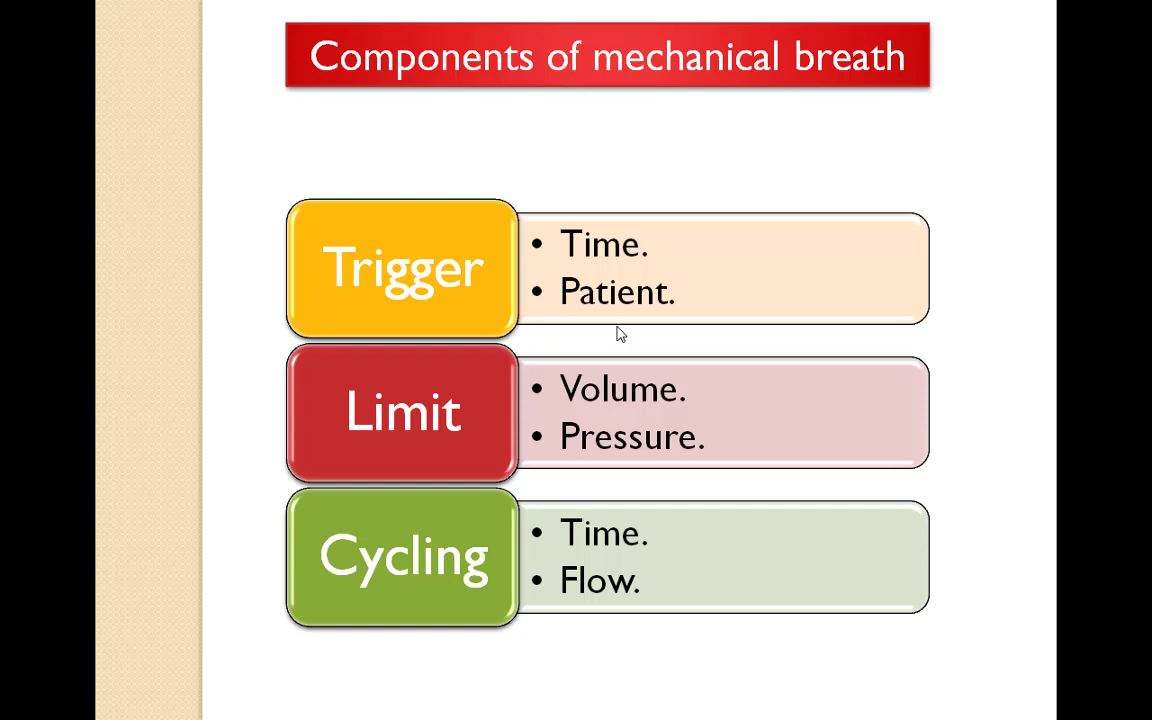 Components of mechanical breath
Trigger
• Time.
• Patient.
Limit
• Volume.
• Pressure.
Cycling
• Time.
• Flow.